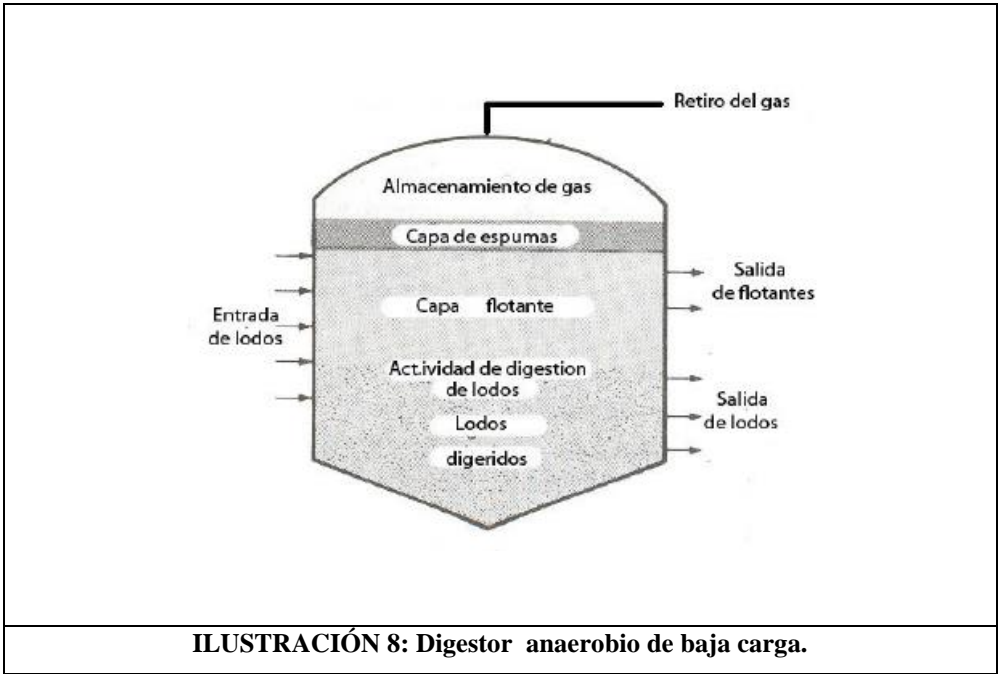 Retiro del gas
Almacenamiento de gas
Capa de espumas
Entrada
de lodos
Capa flotante
Salida
de flotantes
Act.ividad de digestion
de lodos
Lodos
digeridos
Salida
de lodos
ILUSTRACIÓN 8: Digestor anaerobio de baja carga.